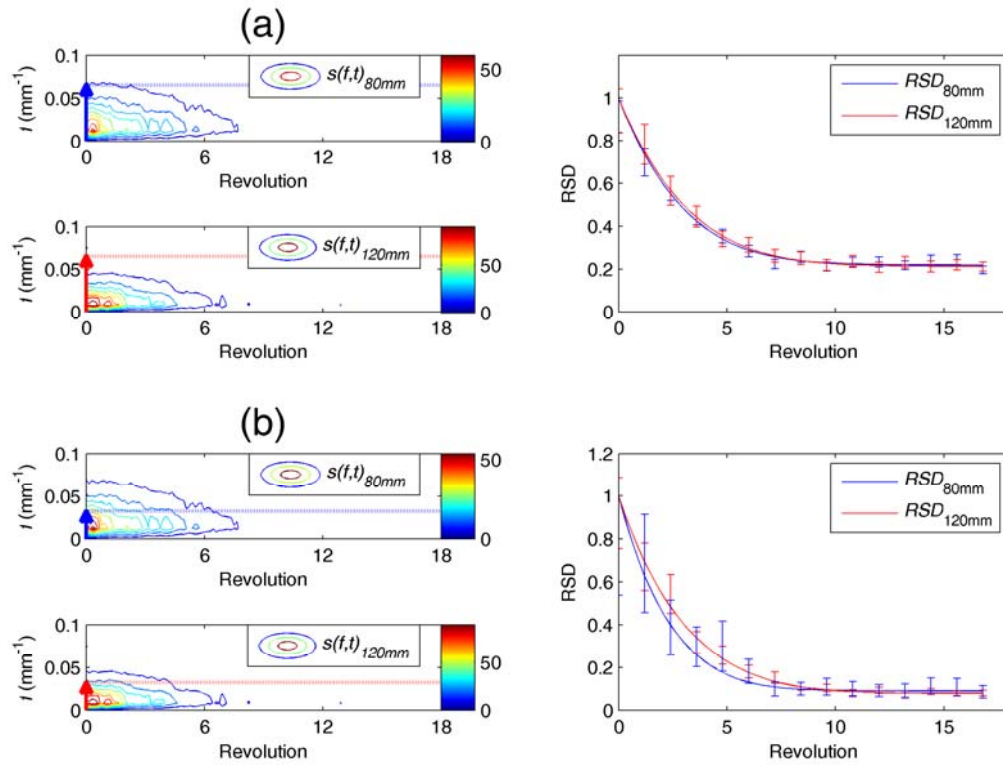 (a)
0.1
0.05
0
f (mm⁻¹)
s(f,t)80mm
50
0
0 6 12 18
Revolution
0.1
0.05
0
f (mm⁻¹)
s(f,t)120mm
50
0
0 6 12 18
Revolution
RSD80mm
RSD120mm
1
0.8
0.6
0.4
0.2
0
RSD
0 5 10 15
Revolution
(b)
0.1
0.05
0
f (mm⁻¹)
s(f,t)80mm
50
0
0 6 12 18
Revolution
0.1
0.05
0
f (mm⁻¹)
s(f,t)120mm
50
0
0 6 12 18
Revolution
RSD80mm
RSD120mm
1.2
1
0.8
0.6
0.4
0.2
0
RSD
0 5 10 15
Revolution